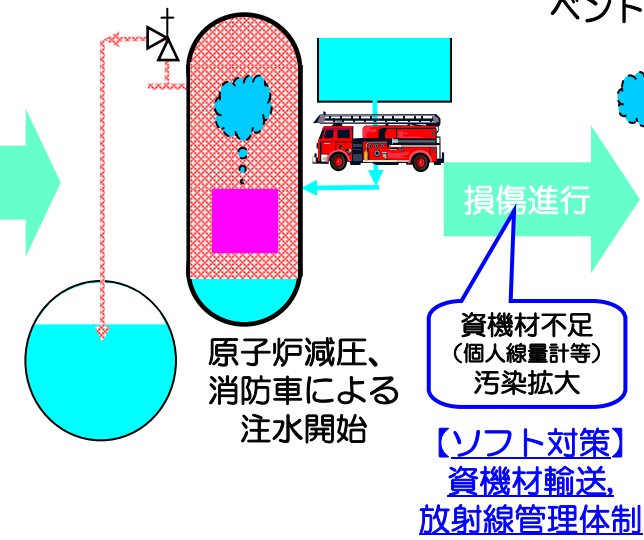 ベント
損傷進行
資機材不足
（個人線量計等）
汚染拡大
原子炉減圧、
消防車による
注水開始
【ソフト対策】
資機材輸送,
放射線管理体制